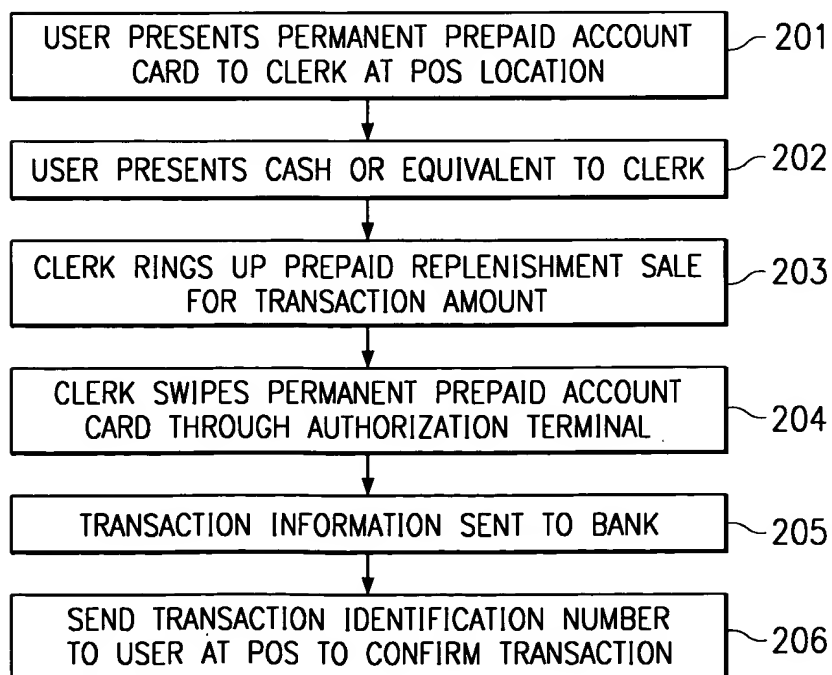 USER PRESENTS PERMANENT PREPAID ACCOUNT
CARD TO CLERK AT POS LOCATION
201
USER PRESENTS CASH OR EQUIVALENT TO CLERK
202
CLERK RINGS UP PREPAID REPLENISHMENT SALE
FOR TRANSACTION AMOUNT
203
CLERK SWIPES PERMANENT PREPAID ACCOUNT
CARD THROUGH AUTHORIZATION TERMINAL
204
TRANSACTION INFORMATION SENT TO BANK
205
SEND TRANSACTION IDENTIFICATION NUMBER
TO USER AT POS TO CONFIRM TRANSACTION
206